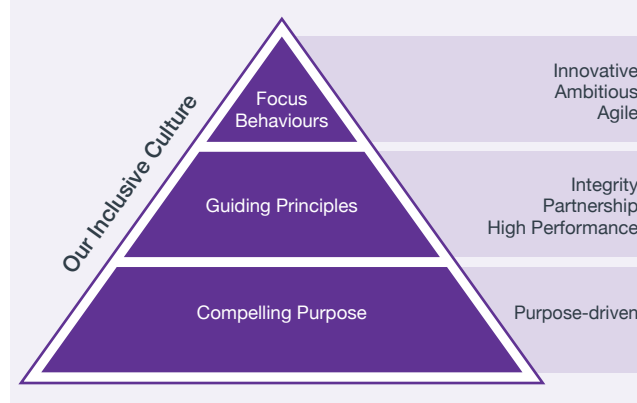 Our Inclusive Culture
Focus
Behaviours
Innovative
Ambitious
Agile
Guiding Principles
Integrity
Partnership
High Performance
Compelling Purpose
Purpose-driven